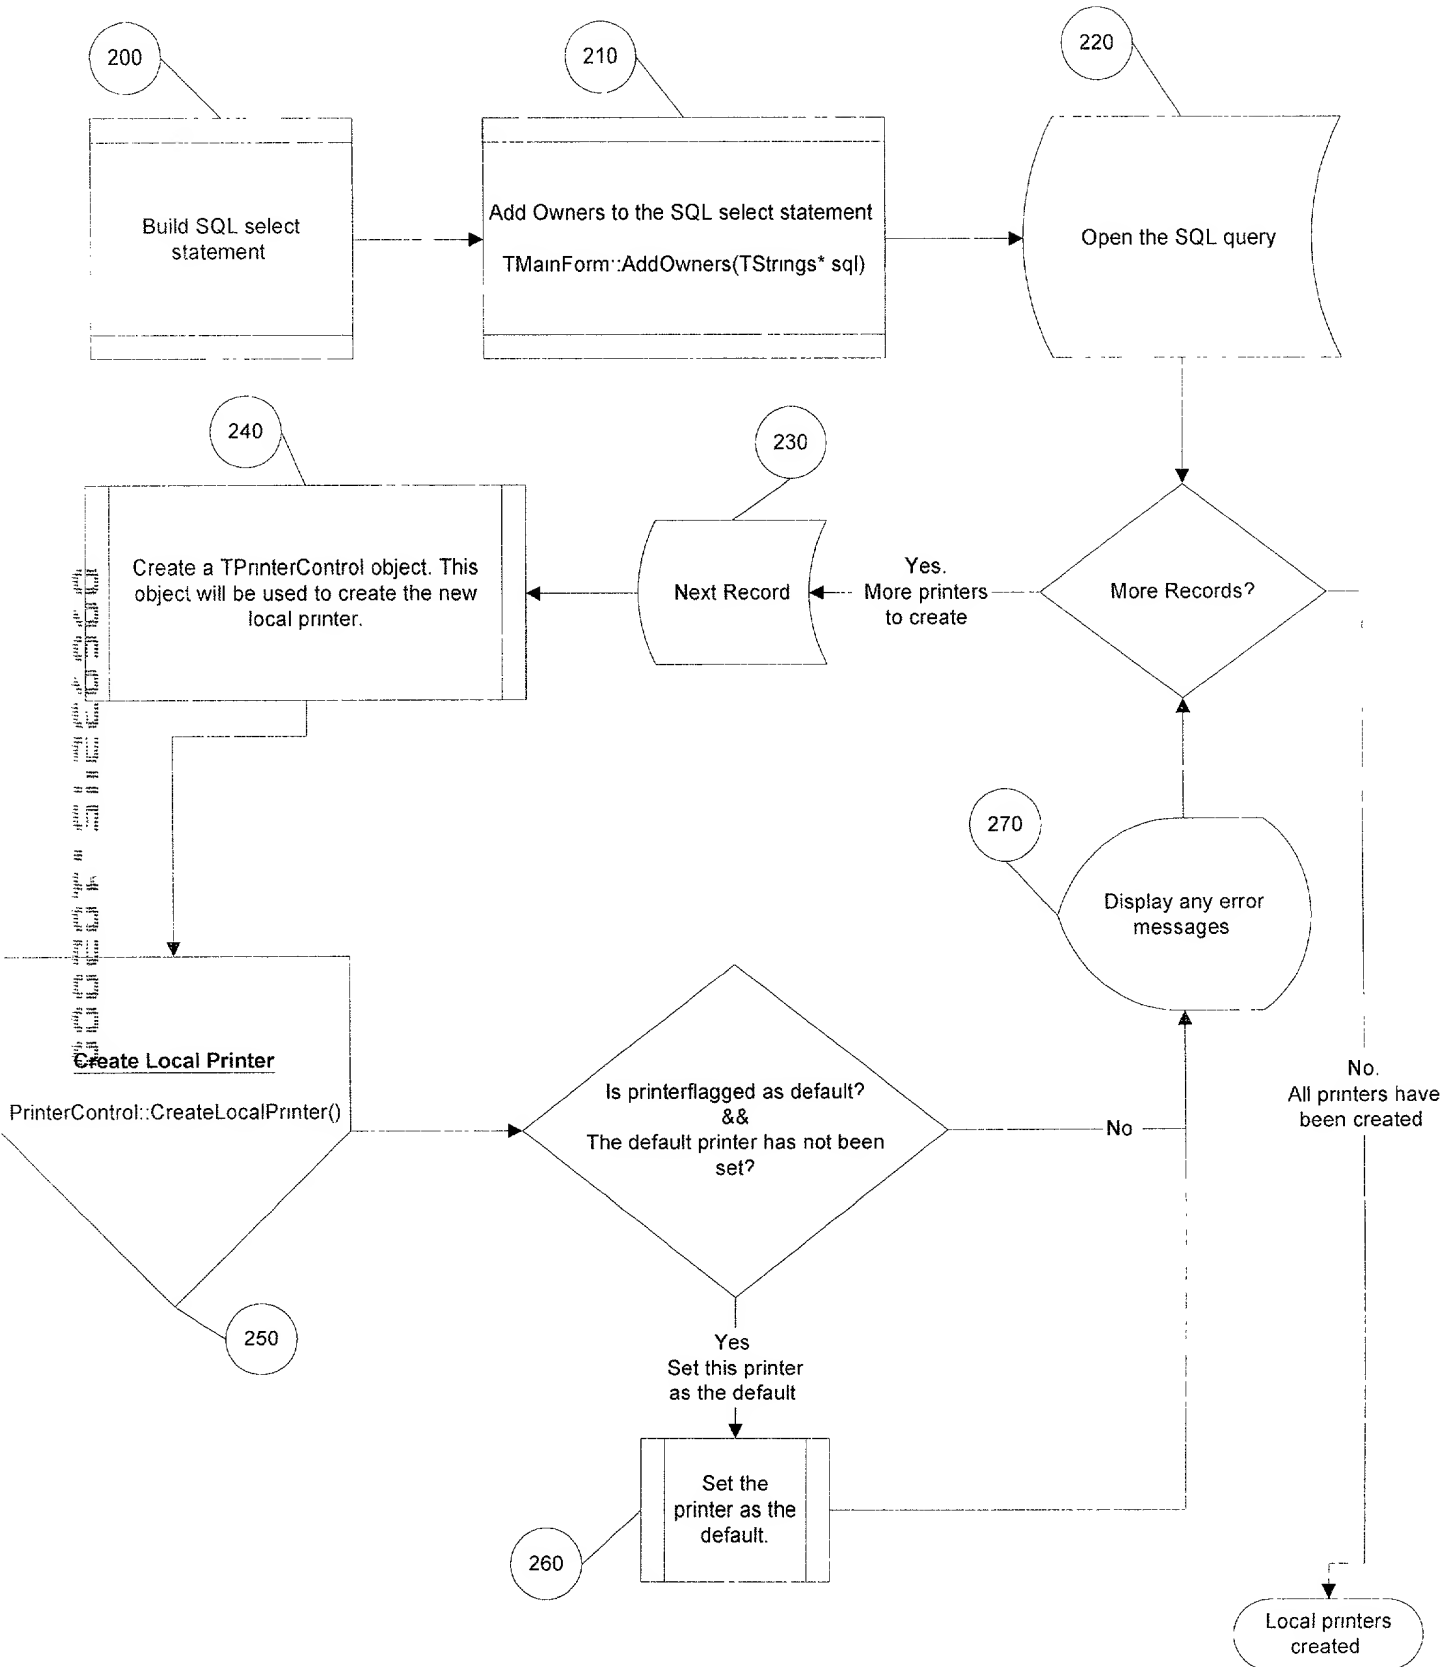 200
210
220
Build SQL select
statement
Add Owners to the SQL select statement
TMainForm::AddOwners(TStrings* sql)
Open the SQL query
240
230
Create a TPrinterControl object. This
object will be used to create the new
local printer.
Next Record
Yes.
More printers
to create
More Records?
270
Display any error
messages
Create Local Printer
PrinterControl::CreateLocalPrinter()
Is printerflagged as default?
&&
The default printer has not been
set?
No
No.
All printers have
been created
250
Yes
Set this printer
as the default
Set the
printer as the
default.
260
Local printers
created